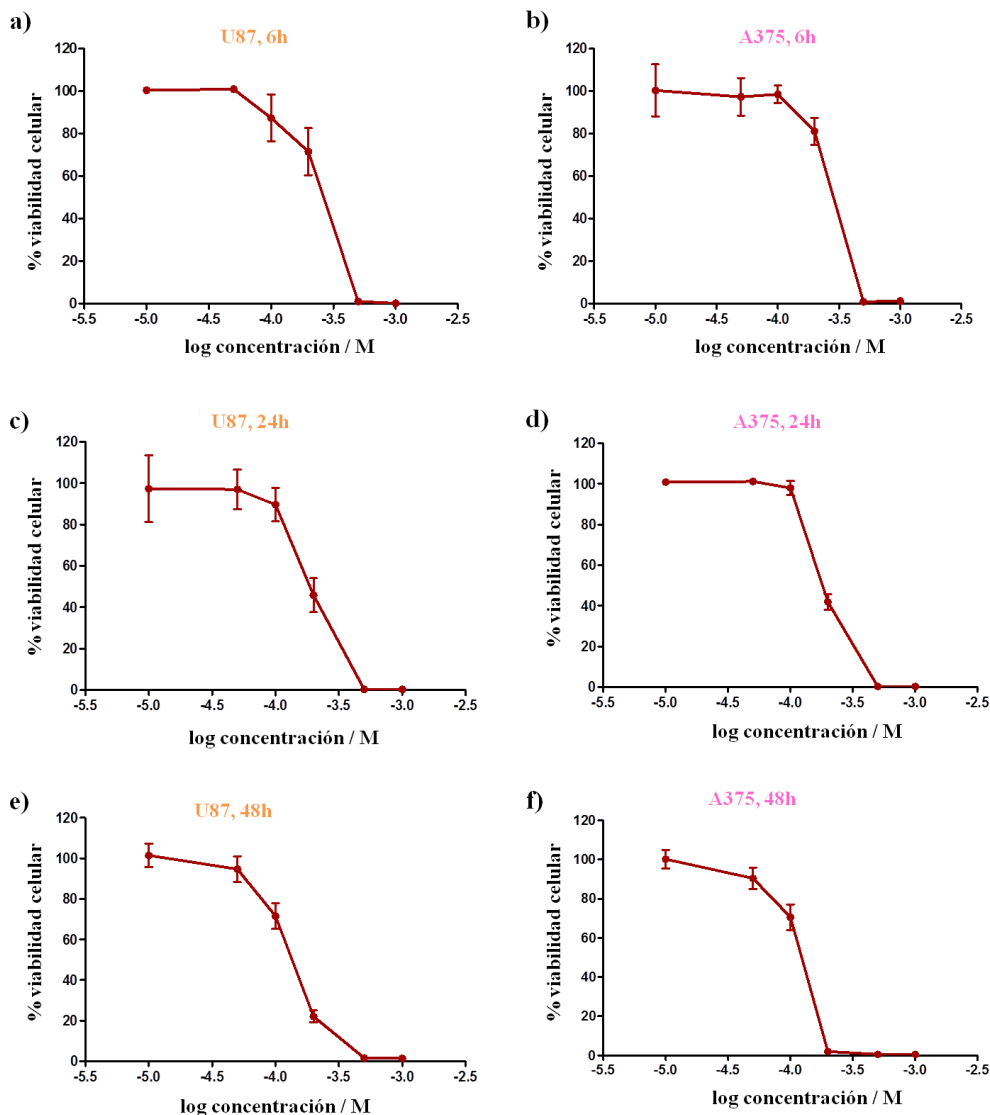 a)
U87, 6h
% viabilidad celular
120
100
80
60
40
20
0
-5.5 -5.0 -4.5 -4.0 -3.5 -3.0 -2.5
log concentración / M
b)
A375, 6h
% viabilidad celular
120
100
80
60
40
20
0
-5.5 -5.0 -4.5 -4.0 -3.5 -3.0 -2.5
log concentración / M
c)
U87, 24h
% viabilidad celular
120
100
80
60
40
20
0
-5.5 -5.0 -4.5 -4.0 -3.5 -3.0 -2.5
log concentración / M
d)
A375, 24h
% viabilidad celular
120
100
80
60
40
20
0
-5.5 -5.0 -4.5 -4.0 -3.5 -3.0 -2.5
log concentración / M
e)
U87, 48h
% viabilidad celular
120
100
80
60
40
20
0
-5.5 -5.0 -4.5 -4.0 -3.5 -3.0 -2.5
log concentración / M
f)
A375, 48h
% viabilidad celular
120
100
80
60
40
20
0
-5.5 -5.0 -4.5 -4.0 -3.5 -3.0 -2.5
log concentración / M